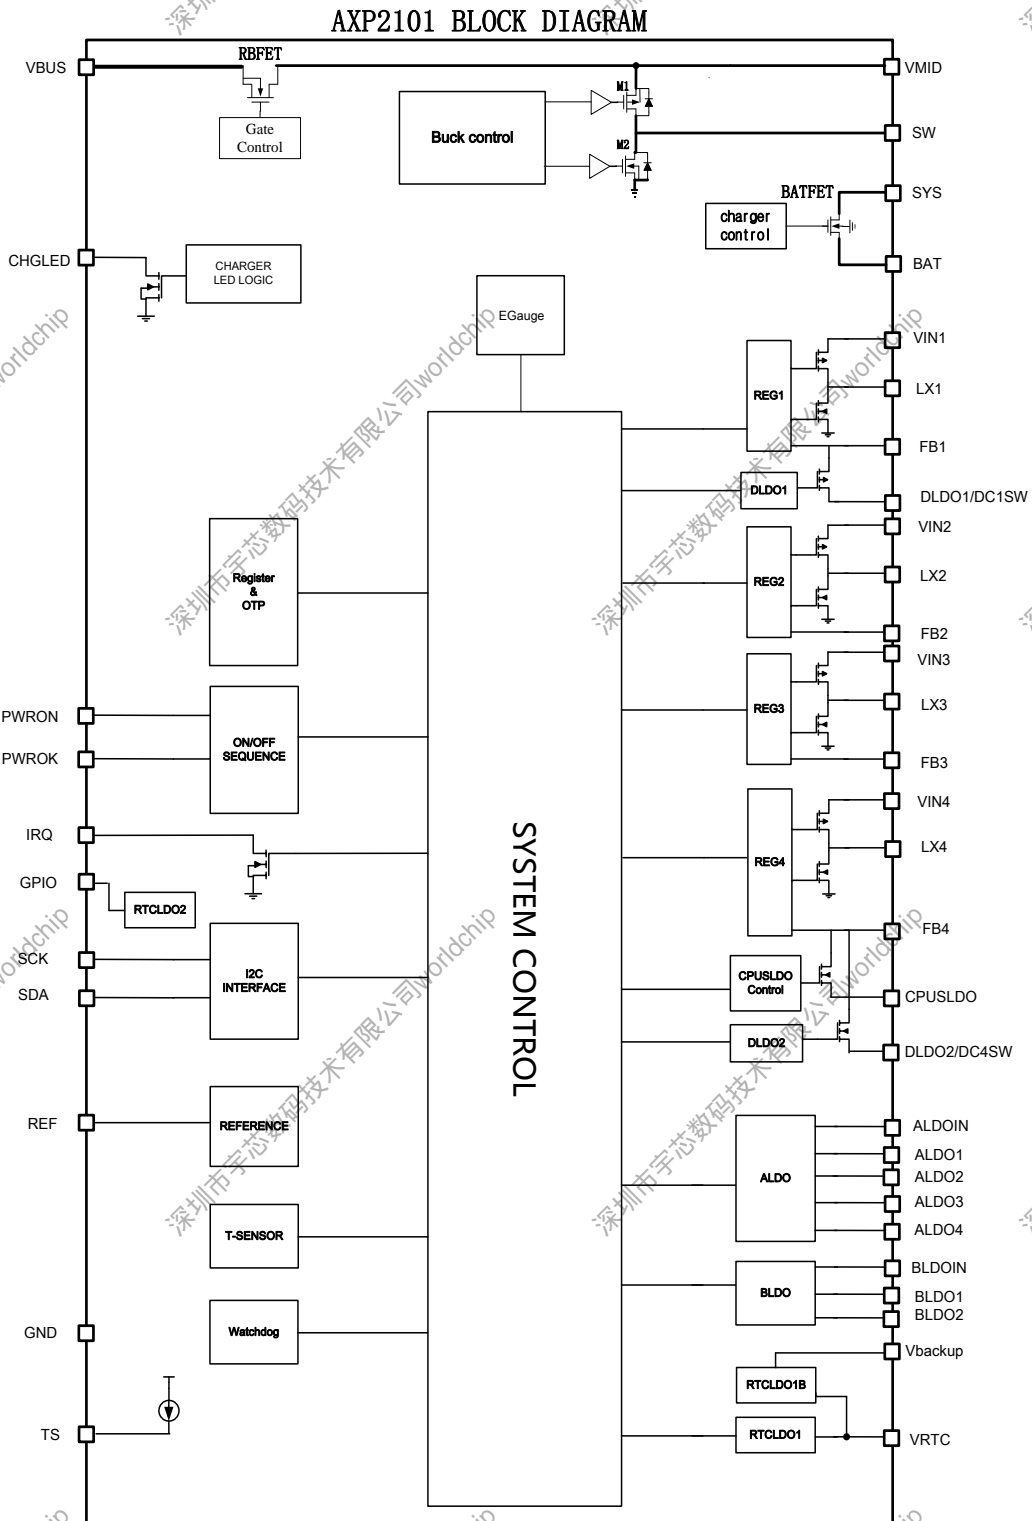 AXP2101 BLOCK DIAGRAM
VBUS
RBFET
VMID
Gate
Control
Buck control
M1
M2
SW
SYS
BATFET
charger
control
BAT
CHGLED
CHARGER
LED LOGIC
EGauge
VIN1
REG1
LX1
FB1
DLDO1
DLDO1/DC1SW
VIN2
REG2
LX2
FB2
Register
&
OTP
VIN3
REG3
LX3
FB3
PWRON
PWROK
ON/OFF
SEQUENCE
VIN4
REG4
LX4
FB4
IRQ
GPIO
RTCLDO2
SYSTEM CONTROL
SCK
SDA
I2C
INTERFACE
CPUSLDO
Control
CPUSLDO
DLDO2
DLDO2/DC4SW
REF
REFERENCE
ALDO
ALDOIN
ALDO1
ALDO2
ALDO3
ALDO4
T-SENSOR
BLDO
BLDOIN
BLDO1
BLDO2
GND
Watchdog
Vbackup
RTCLDO1B
TS
RTCLDO1
VRTC
深圳市宇芯数码技术有限公司worldchip
深圳市宇芯数码技术有限公司worldchip
深圳市宇芯数码技术有限公司worldchip
深圳市宇芯数码技术有限公司worldchip
worldchip
worldchip